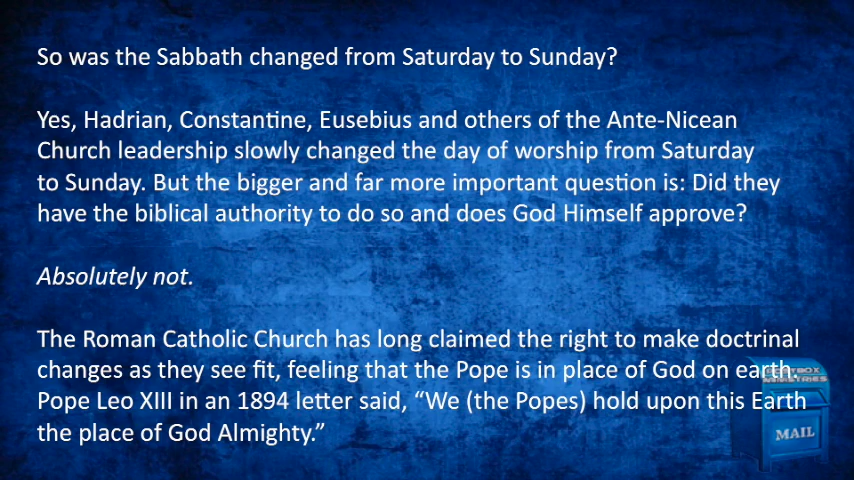 So was the Sabbath changed from Saturday to Sunday?
Yes, Hadrian, Constantine, Eusebius and others of the Ante-Nicean
Church leadership slowly changed the day of worship from Saturday
to Sunday. But the bigger and far more important question is: Did they
have the biblical authority to do so and does God Himself approve?
Absolutely not.
The Roman Catholic Church has long claimed the right to make doctrinal
changes as they see fit, feeling that the Pope is in place of God on earth.
Pope Leo XIII in an 1894 letter said, “We (the Popes) hold upon this Earth
the place of God Almighty.”
MINISTRIES
MAIL